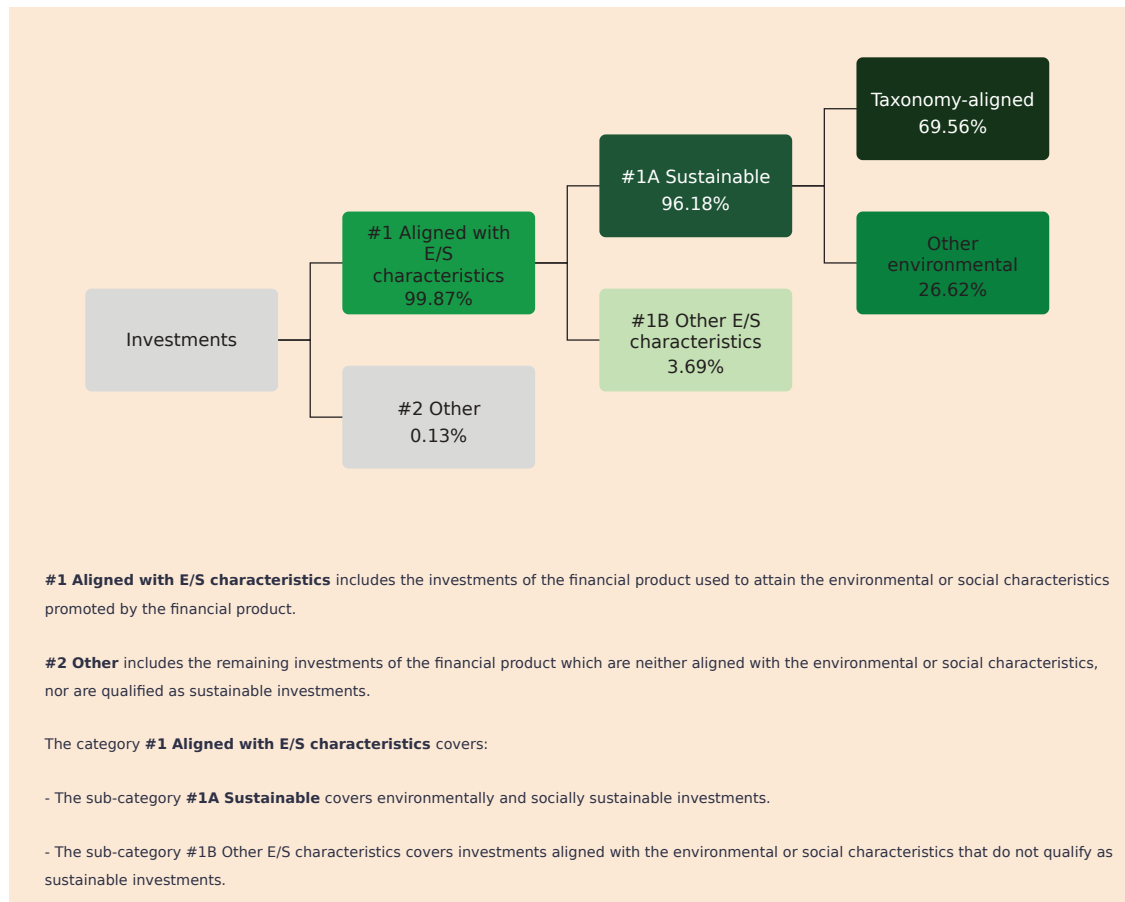 Taxonomy-aligned
69.56%
#1A Sustainable
96.18%
#1 Aligned with
E/S
characteristics
99.87%
Other
environmental
26.62%
Investments
#1B Other E/S
characteristics
3.69%
#2 Other
0.13%
#1 Aligned with E/S characteristics includes the investments of the financial product used to attain the environmental or social characteristics
promoted by the financial product.
#2 Other includes the remaining investments of the financial product which are neither aligned with the environmental or social characteristics,
nor are qualified as sustainable investments.
The category #1 Aligned with E/S characteristics covers:
- The sub-category #1A Sustainable covers environmentally and socially sustainable investments.
- The sub-category #1B Other E/S characteristics covers investments aligned with the environmental or social characteristics that do not qualify as
sustainable investments.